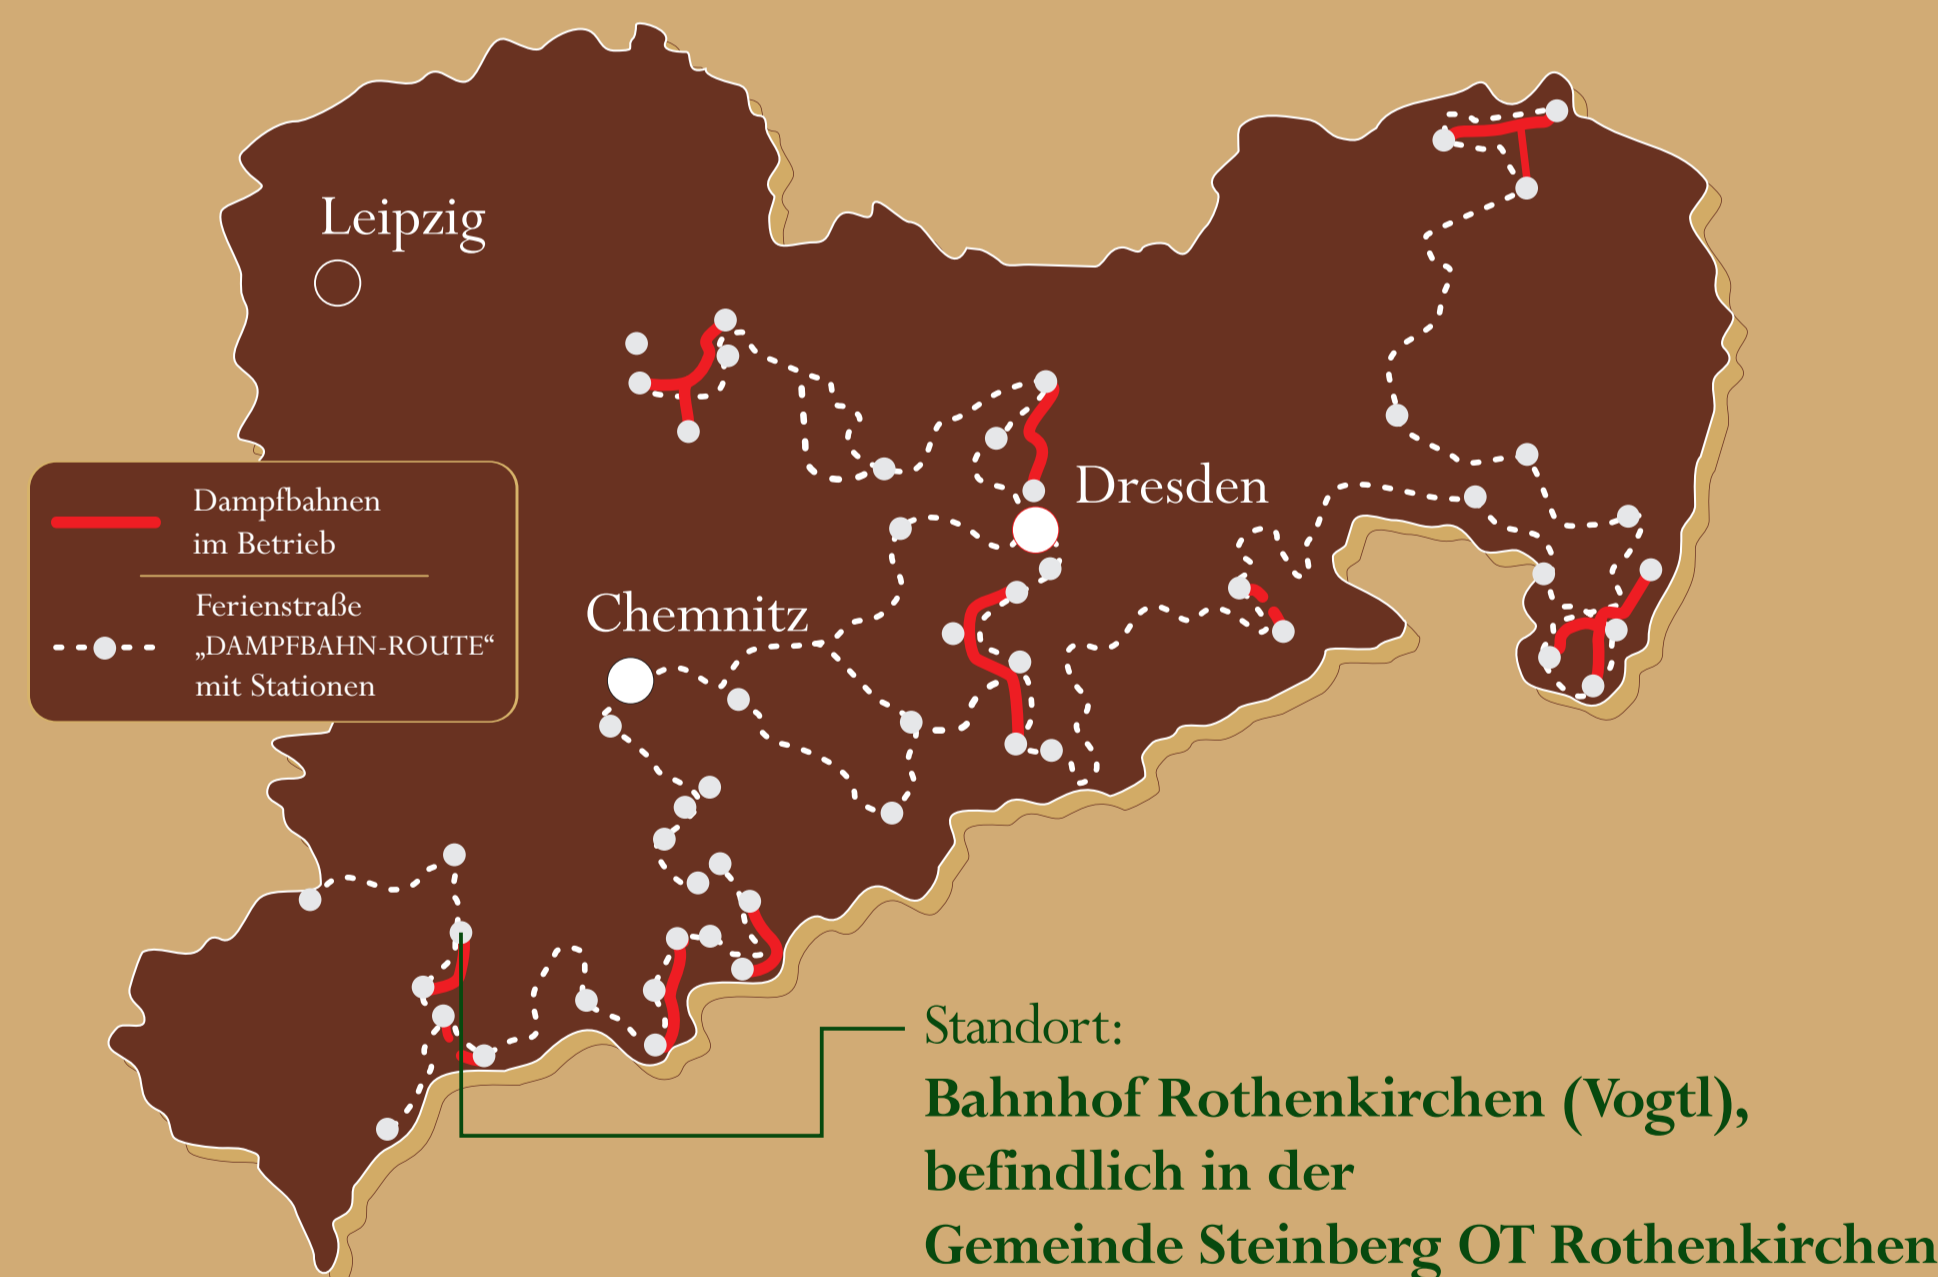 Leipzig
Dresden
Chemnitz
Dampfbahnen
im Betrieb
Ferienstraße
„DAMPFBAHN-ROUTE“
mit Stationen
Standort:
Bahnhof Rothenkirchen (Vogtl),
befindlich in der
Gemeinde Steinberg OT Rothenkirchen